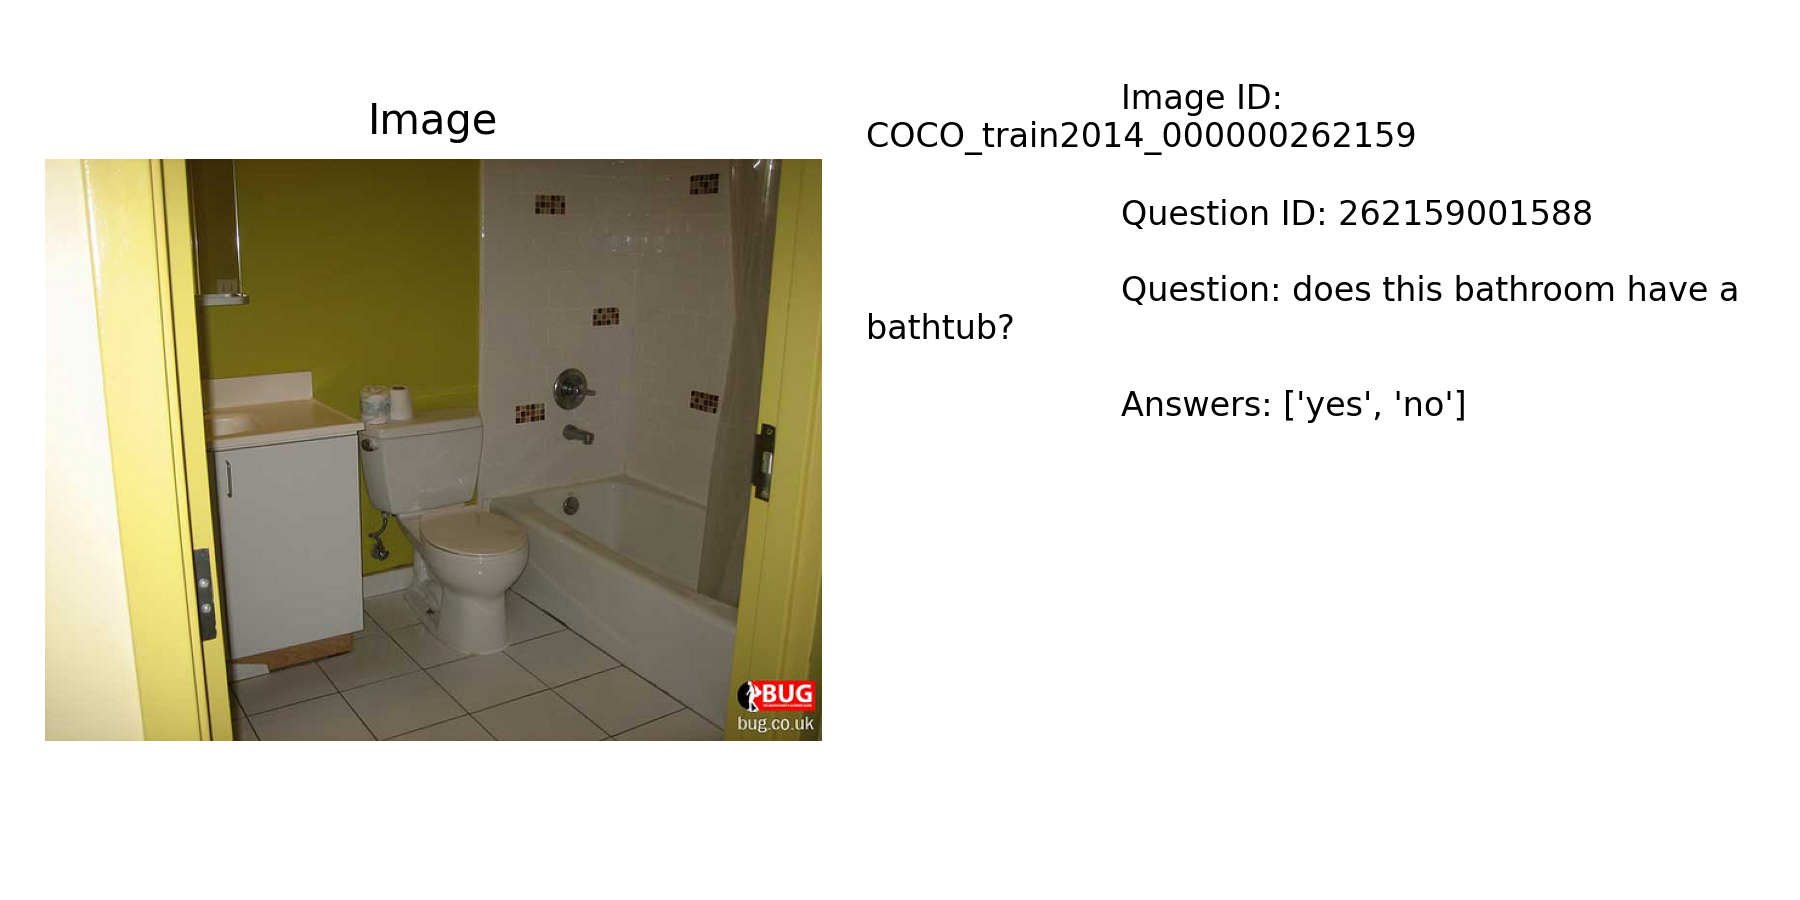 Image
Image ID:
COCO_train2014_000000262159
Question ID: 262159001588
Question: does this bathroom have a
bathtub?
Answers: ['yes', 'no']
BUG
bug.co.uk